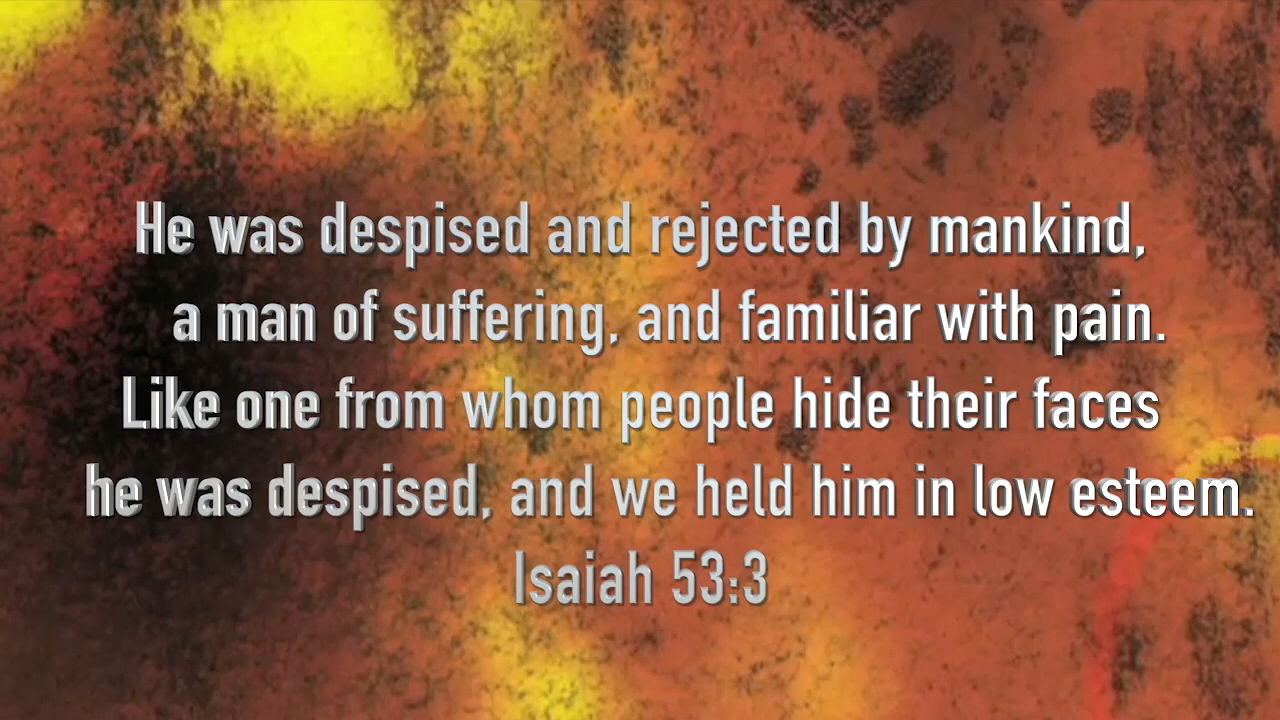 He was despised and rejected by mankind,
a man of suffering, and familiar with pain.
Like one from whom people hide their faces
he was despised, and we held him in low esteem.
Isaiah 53:3